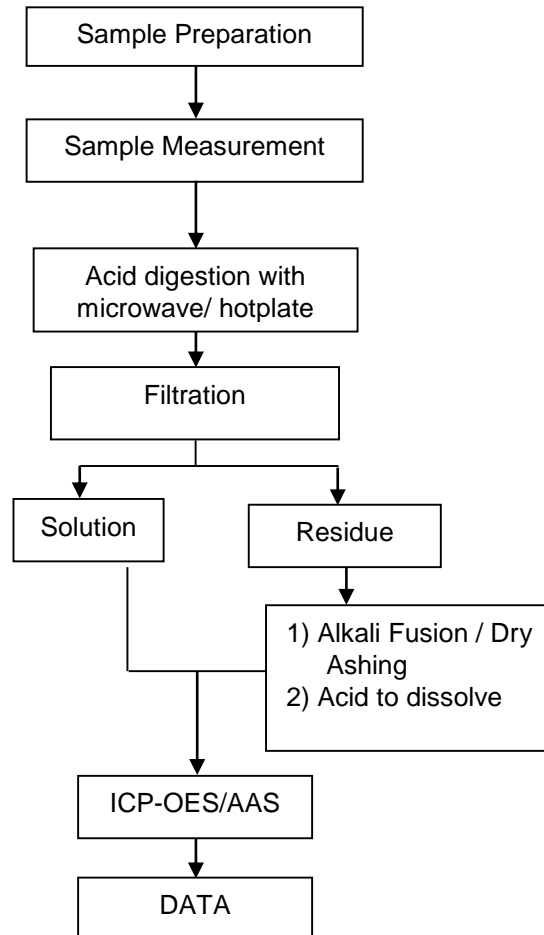 Sample Preparation
Sample Measurement
Acid digestion with
microwave/ hotplate
Filtration
Solution
Residue
1) Alkali Fusion / Dry
Ashing
2) Acid to dissolve
ICP-OES/AAS
DATA